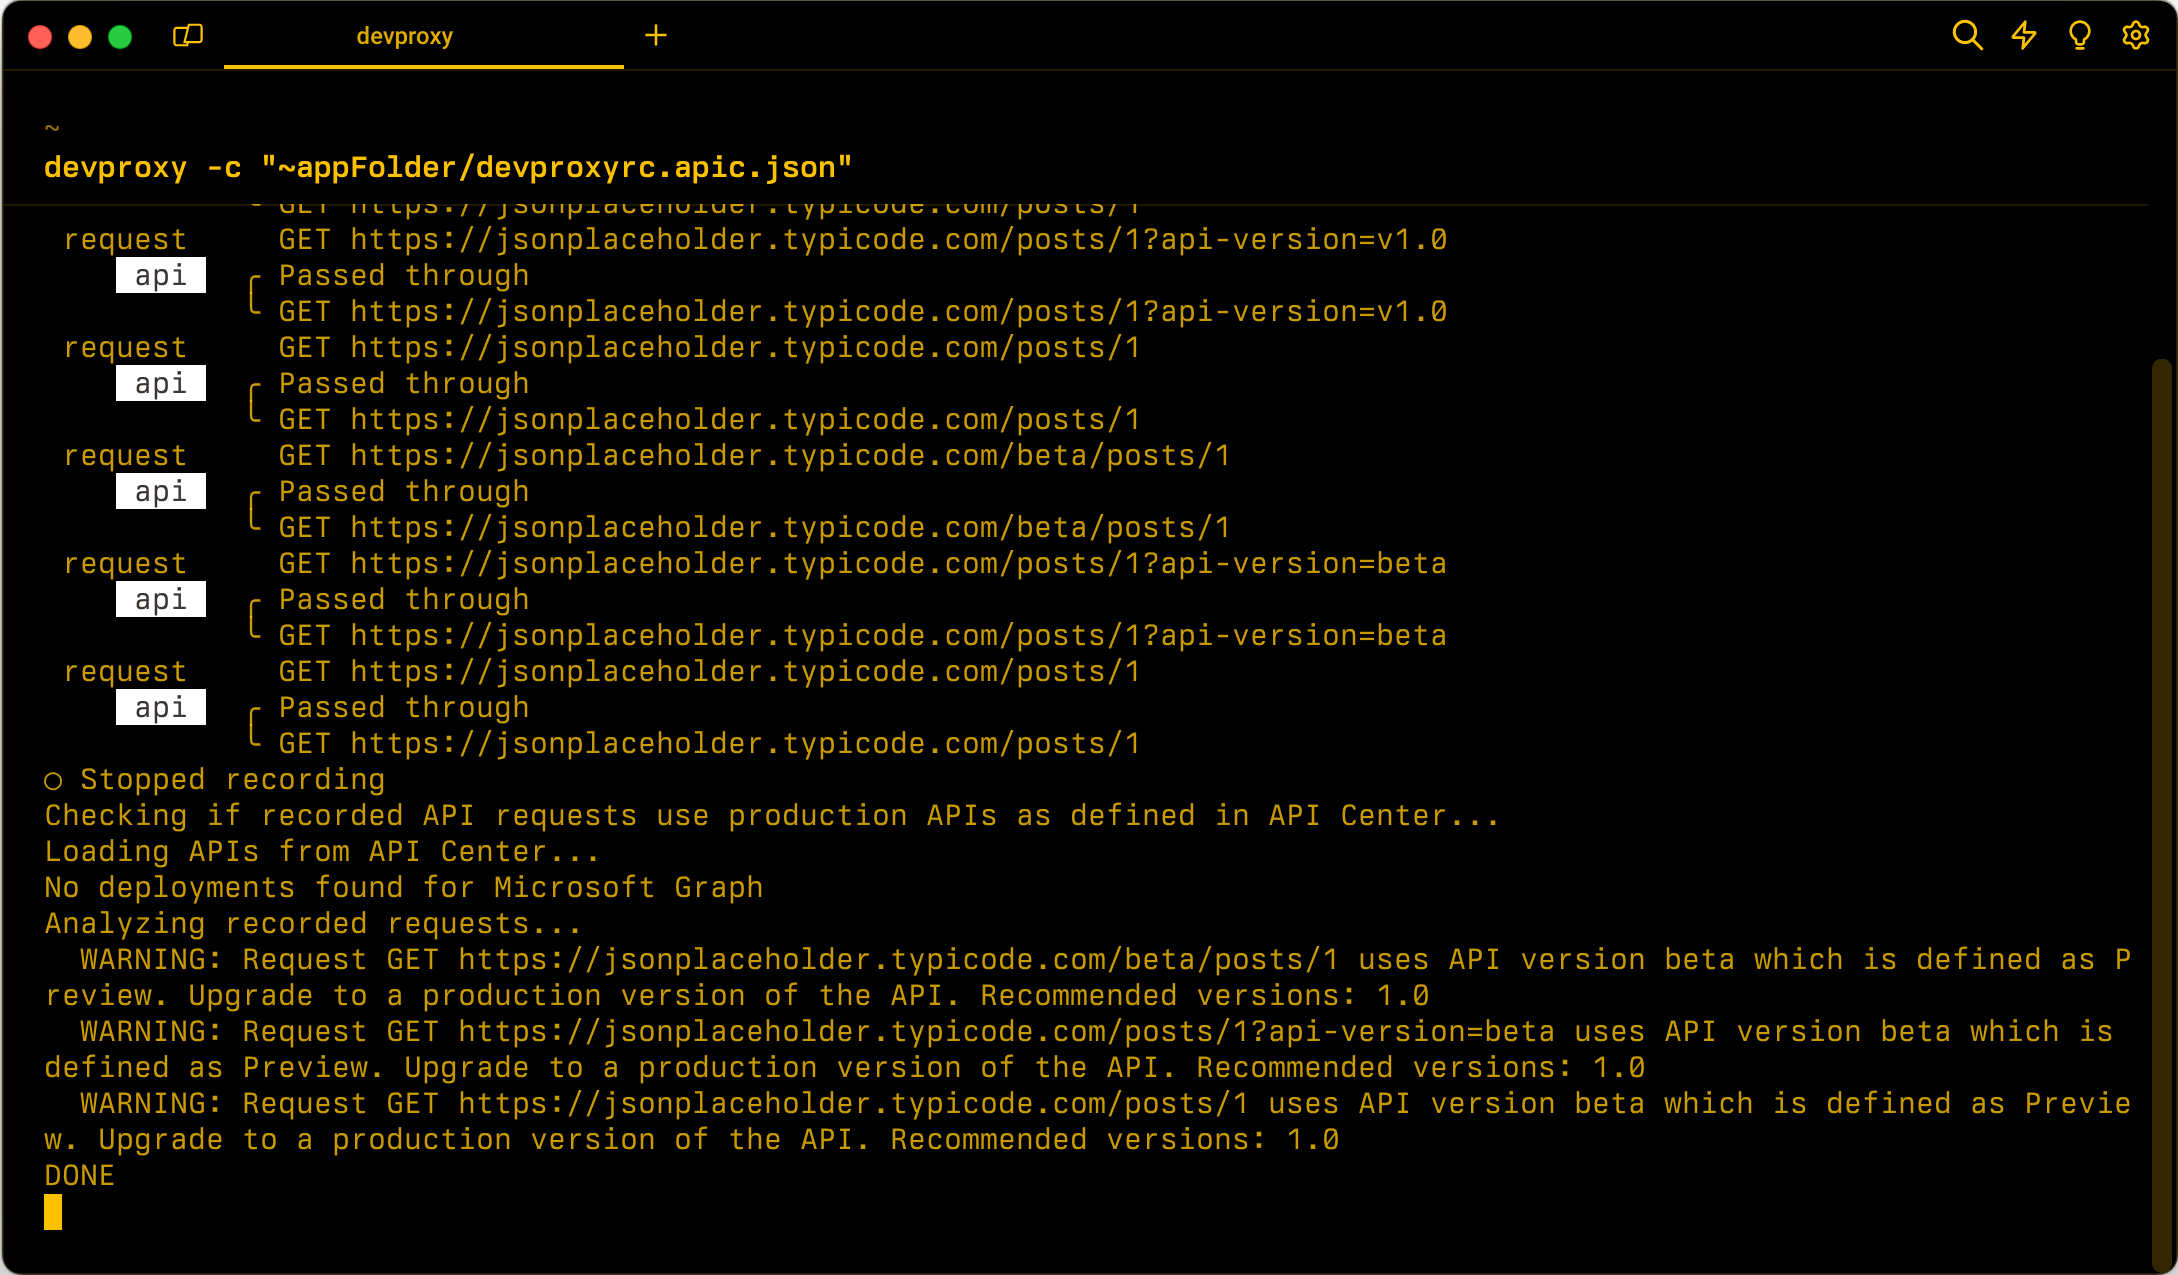 devproxy
~
devproxy -c "~appFolder/devproxyrc.apic.json"
GET https://jsonplaceholder.typicode.com/posts/1
request GET https://jsonplaceholder.typicode.com/posts/1?api-version=v1.0
api Passed through
GET https://jsonplaceholder.typicode.com/posts/1?api-version=v1.0
request GET https://jsonplaceholder.typicode.com/posts/1
api Passed through
GET https://jsonplaceholder.typicode.com/posts/1
request GET https://jsonplaceholder.typicode.com/beta/posts/1
api Passed through
GET https://jsonplaceholder.typicode.com/beta/posts/1
request GET https://jsonplaceholder.typicode.com/posts/1?api-version=beta
api Passed through
GET https://jsonplaceholder.typicode.com/posts/1?api-version=beta
request GET https://jsonplaceholder.typicode.com/posts/1
api Passed through
GET https://jsonplaceholder.typicode.com/posts/1
○ Stopped recording
Checking if recorded API requests use production APIs as defined in API Center...
Loading APIs from API Center...
No deployments found for Microsoft Graph
Analyzing recorded requests...
WARNING: Request GET https://jsonplaceholder.typicode.com/beta/posts/1 uses API version beta which is defined as P
review. Upgrade to a production version of the API. Recommended versions: 1.0
WARNING: Request GET https://jsonplaceholder.typicode.com/posts/1?api-version=beta uses API version beta which is
defined as Preview. Upgrade to a production version of the API. Recommended versions: 1.0
WARNING: Request GET https://jsonplaceholder.typicode.com/posts/1 uses API version beta which is defined as Previe
w. Upgrade to a production version of the API. Recommended versions: 1.0
DONE